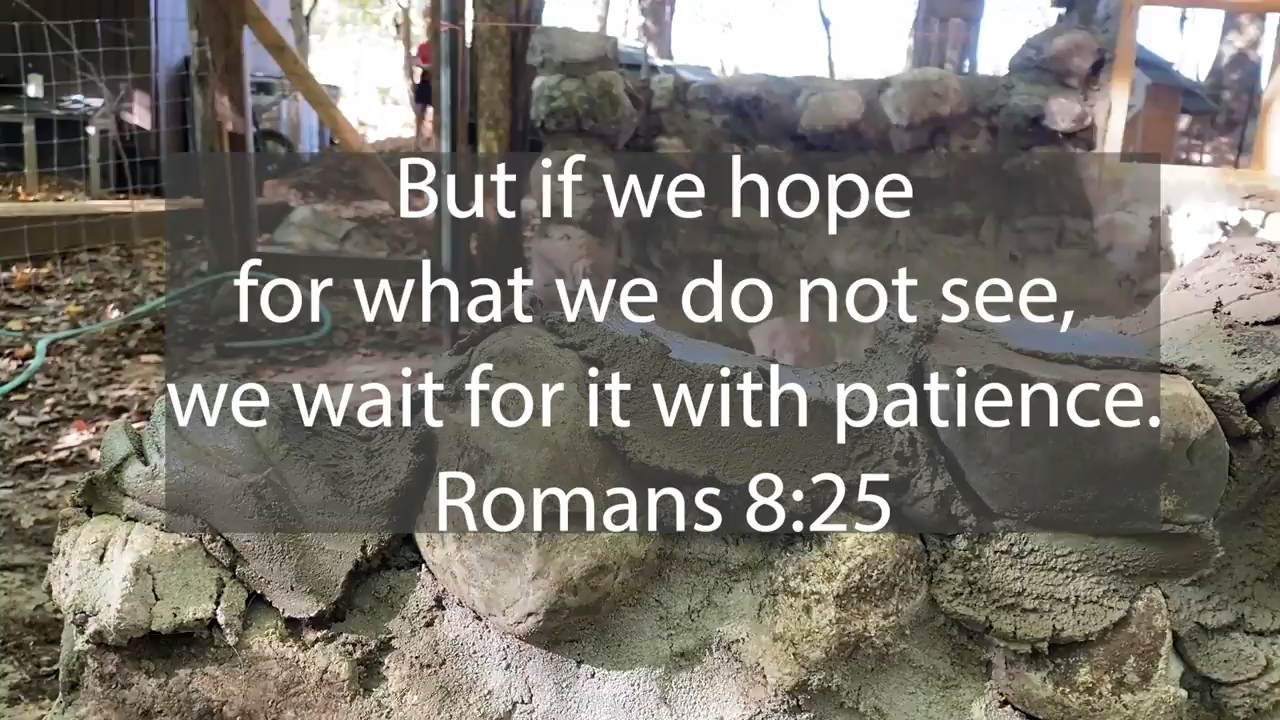 But if we hope
for what we do not see,
we wait for it with patience.
Romans 8:25